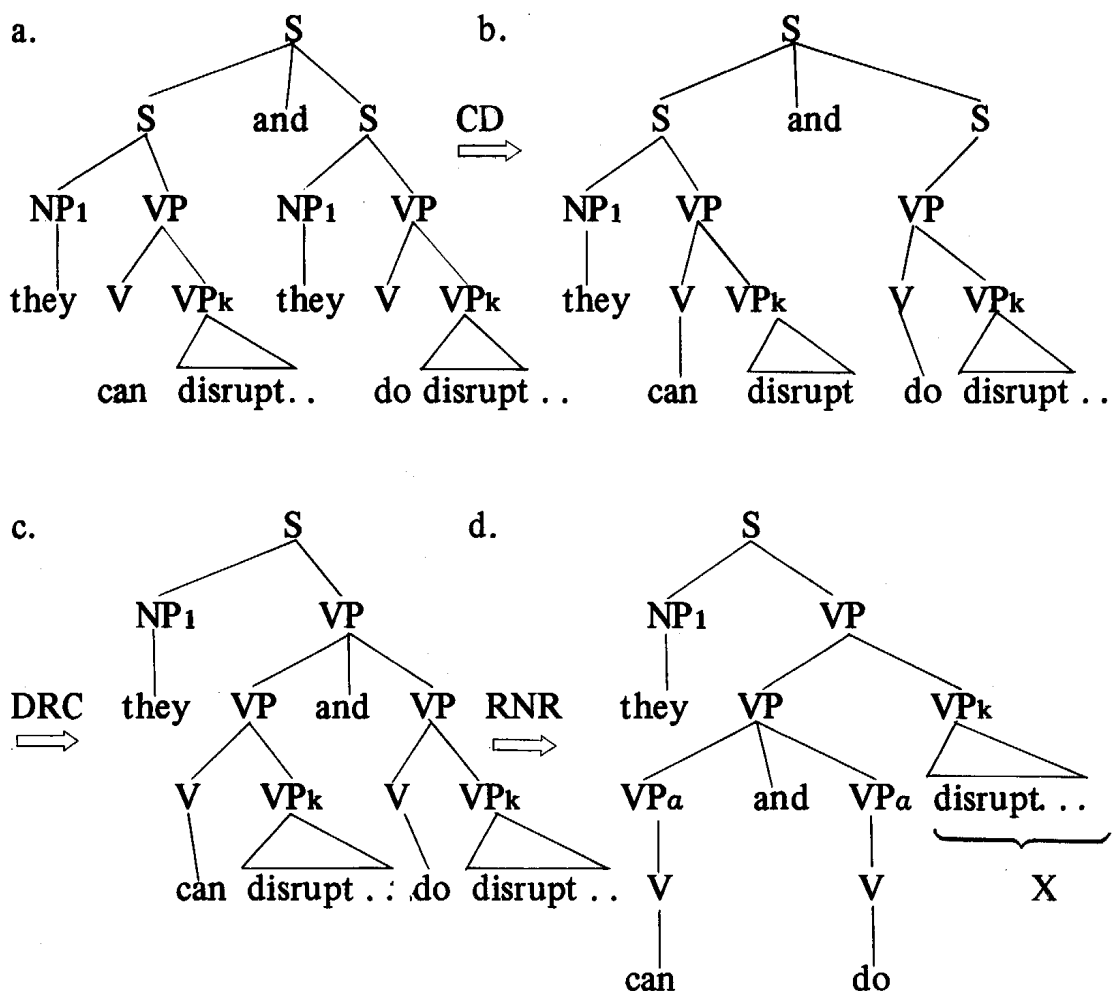 a. S b. S
S and S CD S and S
NP1 VP NP1 VP NP1 VP VP
they V VPk they V VPk they V VPk V VPk
can disrupt. . do disrupt . . can disrupt do disrupt . .
c. S d. S
NP1 VP NP1 VP
DRC they VP and VP RNR they VP VPk
V VPk V VPk VPa and VPa disrupt. . .
can disrupt . . do disrupt . . V V X
can do